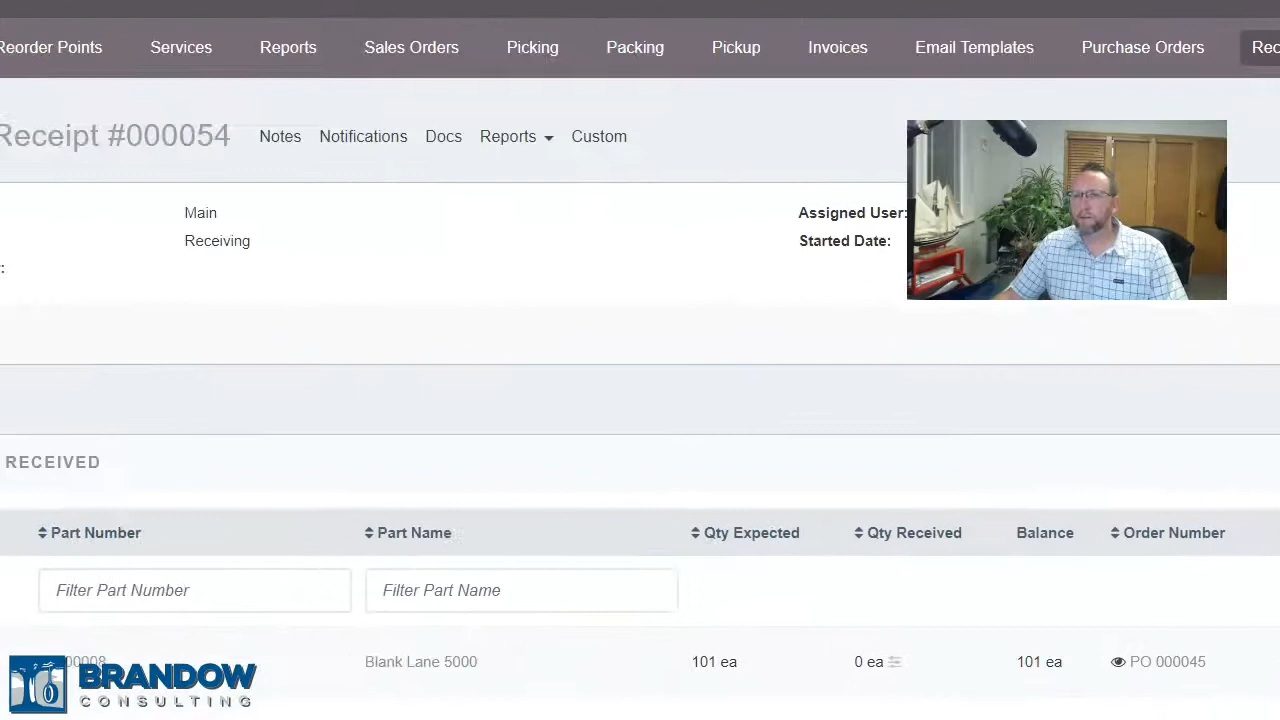 Reorder Points Services Reports Sales Orders Picking Packing Pickup Invoices Email Templates Purchase Orders Rec
Receipt #000054 Notes Notifications Docs Reports Custom
Main Assigned User:
Receiving Started Date:
RECEIVED
Part Number Part Name Qty Expected Qty Received Balance Order Number
Filter Part Number Filter Part Name
Blank Lane 5000 101 ea 0 ea 101 ea PO 000045
BRANDOW
CONSULTING